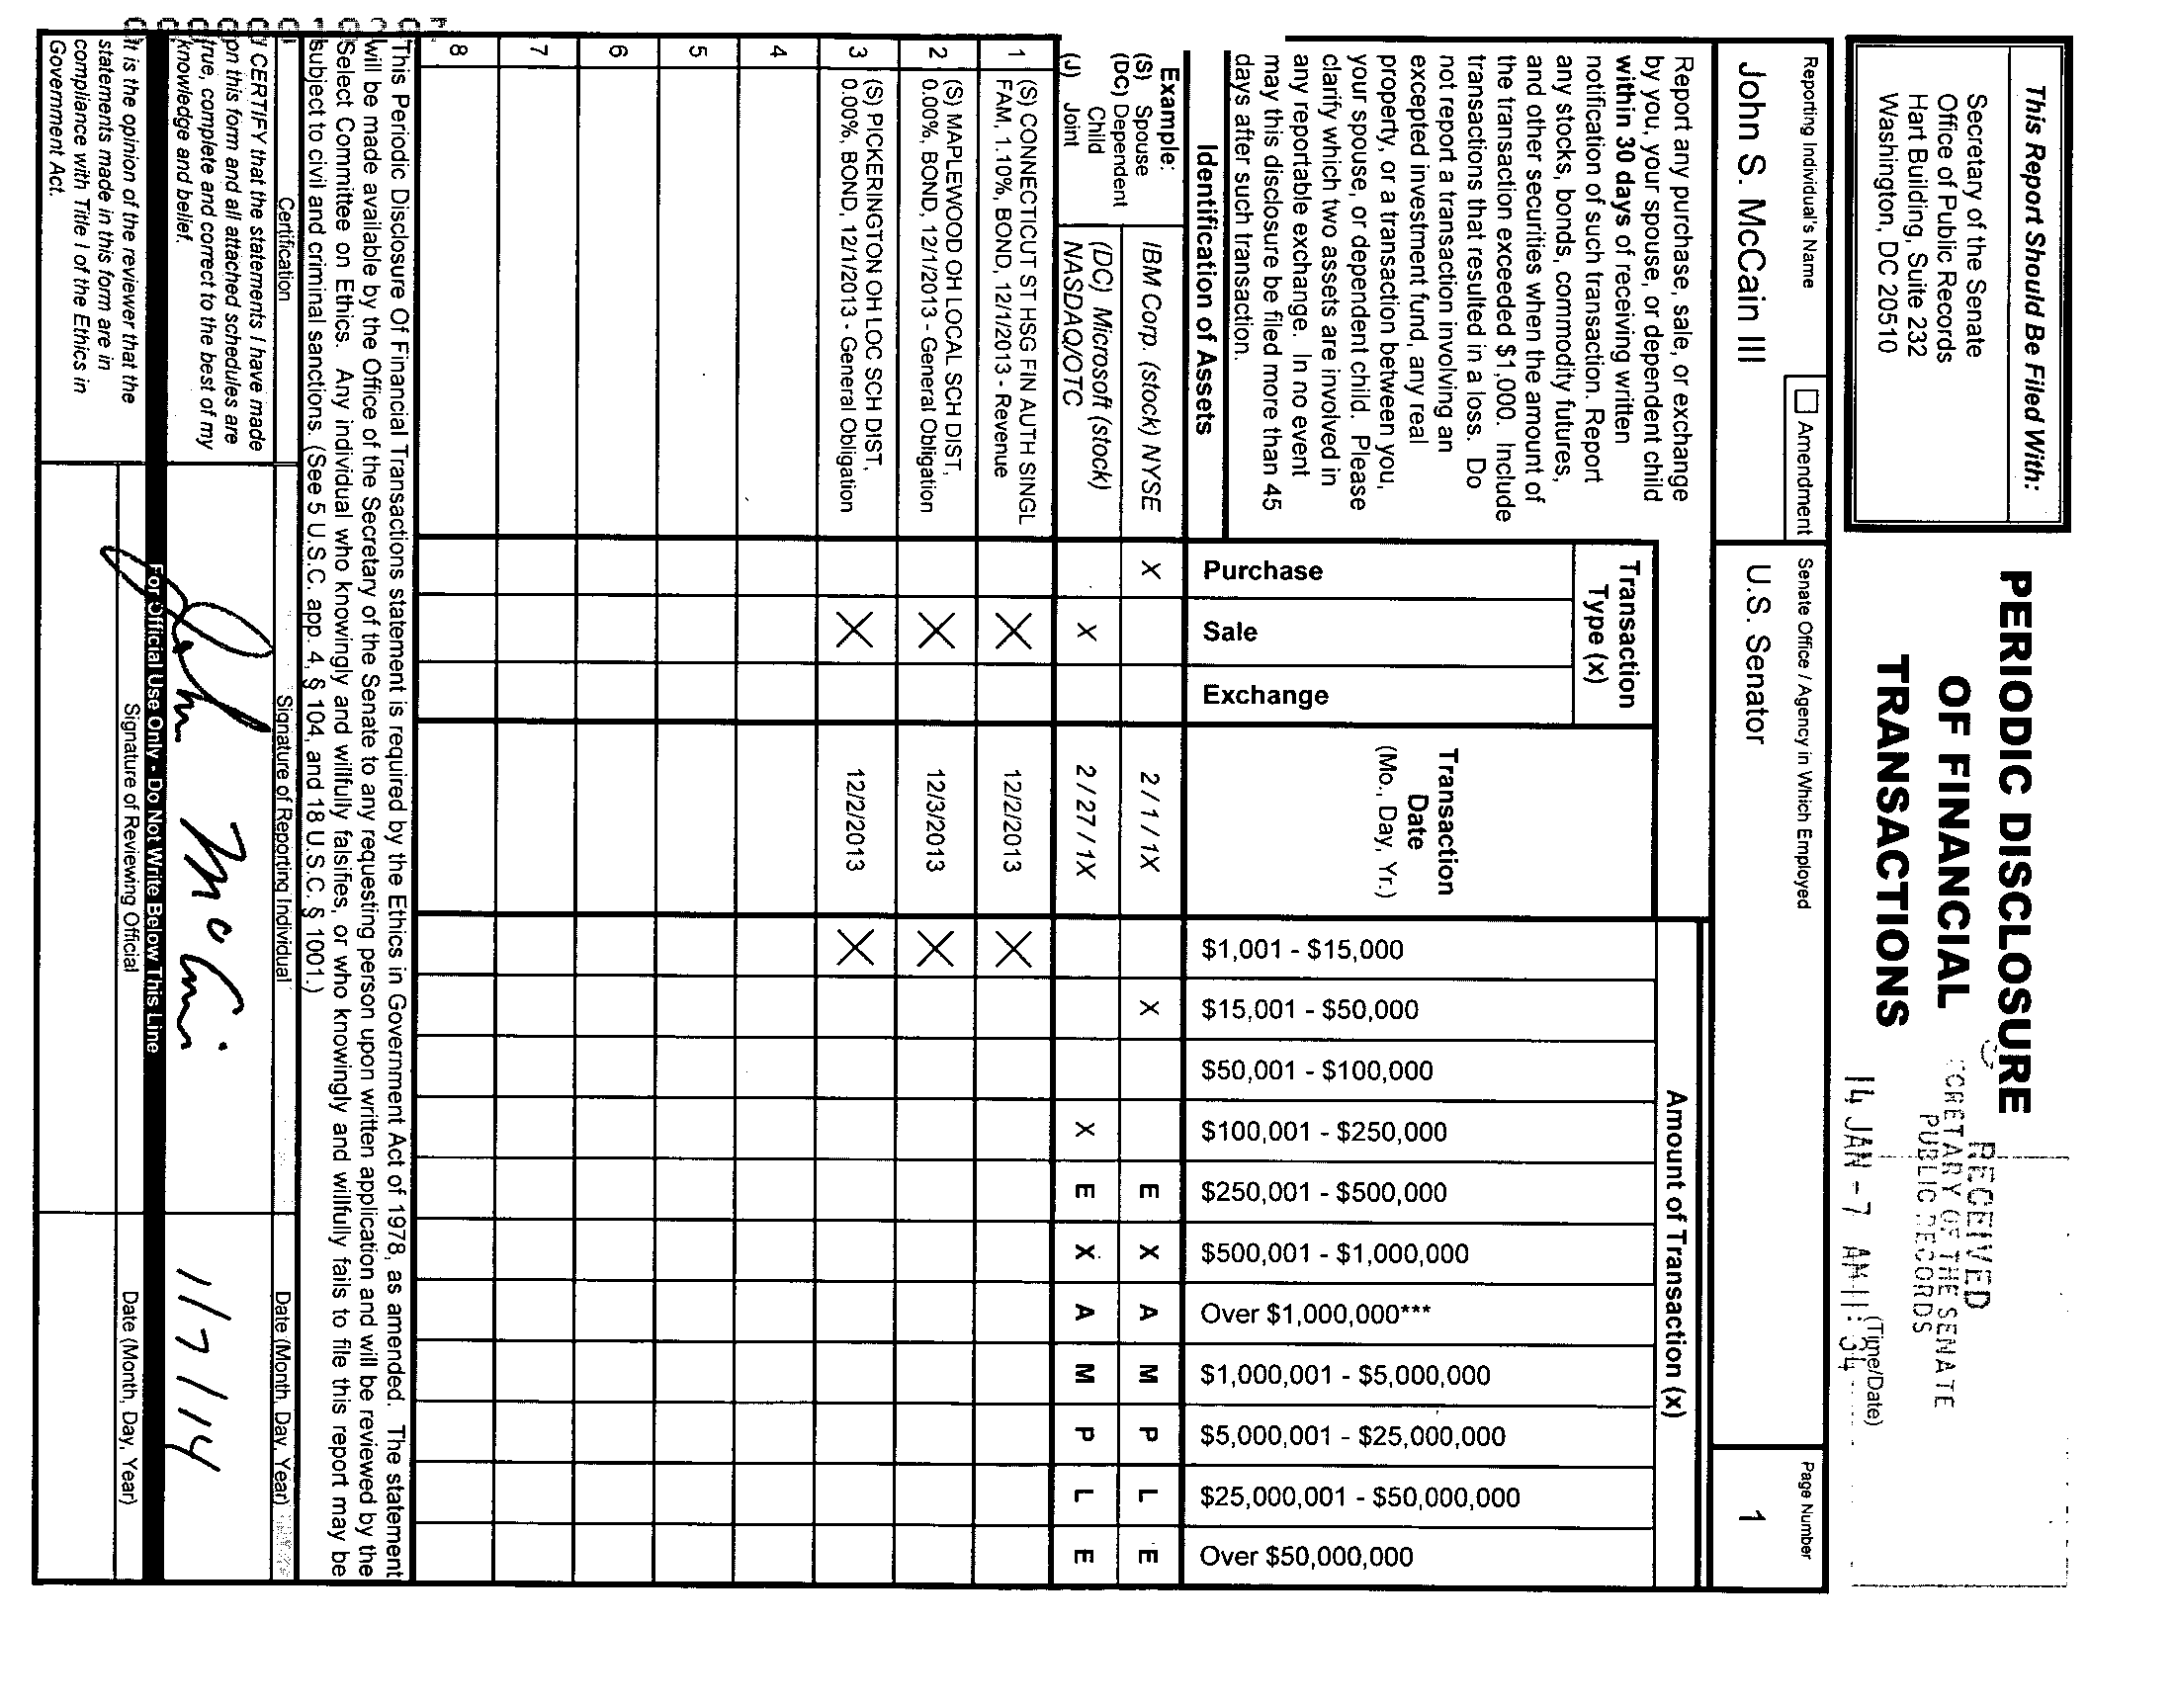 This Report Should Be Filed With:
Secretary of the Senate
Office of Public Records
Hart Building, Suite 232
Washington, DC 20510
PERIODIC DISCLOSURE
OF FINANCIAL
TRANSACTIONS
RECEIVED
OF THE SENATE
PUBLIC RECORDS
(Time/Date)
14 JAN -7 AM 11: 34
Reporting Individual's Name
John S. McCain III
Amendment
Senate Office / Agency in Which Employed
U.S. Senator
Page Number
1
Report any purchase, sale, or exchange
by you, your spouse, or dependent child
within 30 days of receiving written
notification of such transaction. Report
any stocks, bonds, commodity futures,
and other securities when the amount of
the transaction exceeded $1,000. Include
transactions that resulted in a loss. Do
not report a transaction involving an
excepted investment fund, any real
property, or a transaction between you,
your spouse, or dependent child. Please
clarify which two assets are involved in
any reportable exchange. In no event
may this disclosure be filed more than 45
days after such transaction.
Identification of Assets
Transaction
Type (x)
Purchase
Sale
Exchange
Transaction
Date
(Mo., Day, Yr.)
Amount of Transaction (x)
$1,001 - $15,000
$15,001 - $50,000
$50,001 - $100,000
$100,001 - $250,000
$250,001 - $500,000
$500,001 - $1,000,000
Over $1,000,000***
$1,000,001 - $5,000,000
$5,000,001 - $25,000,000
$25,000,001 - $50,000,000
Over $50,000,000
Example:
(S) Spouse
(DC) Dependent
Child
(J) Joint
IBM Corp. (stock) NYSE X 2 / 1 / 1X X E X A M P L E
(DC) Microsoft (stock)
NASDAQ/OTC X 2 / 27 / 1X X E X A M P L E
1 (S) CONNECTICUT ST HSG FIN AUTH SINGL
FAM, 1.10%, BOND, 12/1/2013 - Revenue X 12/2/2013 X
2 (S) MAPLEWOOD OH LOCAL SCH DIST,
0.00%, BOND, 12/1/2013 - General Obligation X 12/3/2013 X
3 (S) PICKERINGTON OH LOC SCH DIST,
0.00%, BOND, 12/1/2013 - General Obligation X 12/2/2013 X
4
5
6
7
8
This Periodic Disclosure Of Financial Transactions statement is required by the Ethics in Government Act of 1978, as amended. The statement
will be made available by the Office of the Secretary of the Senate to any requesting person upon written application and will be reviewed by the
Select Committee on Ethics. Any individual who knowingly and willfully falsifies, or who knowingly and willfully fails to file this report may be
subject to civil and criminal sanctions. (See 5 U.S.C. app. 4, § 104, and 18 U.S.C. § 1001.)
Certification
Signature of Reporting Individual
Date (Month, Day, Year)
I CERTIFY that the statements I have made
on this form and all attached schedules are
true, complete and correct to the best of my
knowledge and belief.
John McCain
1/7/14
For Official Use Only - Do Not Write Below This Line
It is the opinion of the reviewer that the
statements made in this form are in
compliance with Title I of the Ethics in
Government Act.
Signature of Reviewing Official
Date (Month, Day, Year)